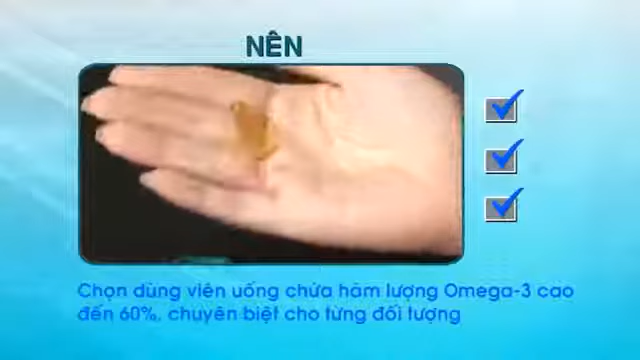 NÊN
Chọn dùng viên uống chứa hàm lượng Omega-3 cao
đến 60%, chuyên biệt cho từng đối tượng